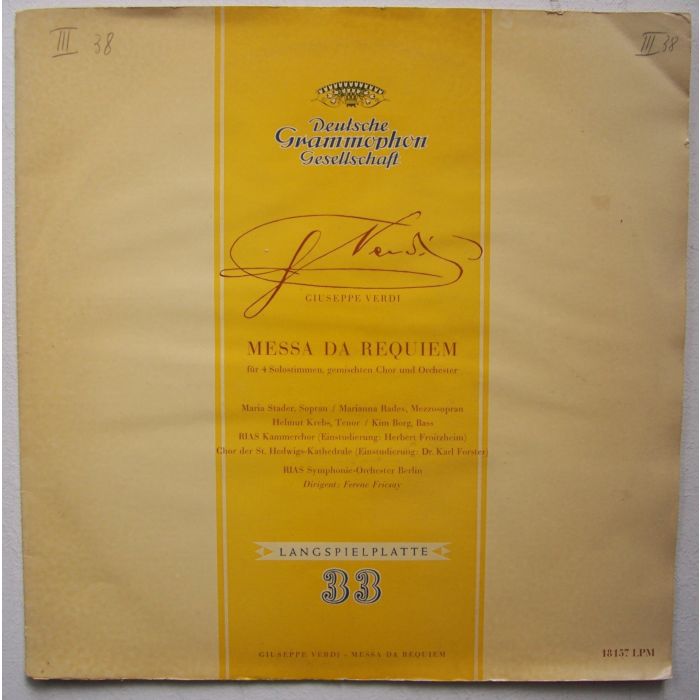 III 38
III 38
Deutsche
Grammophon
Gesellschaft
G Verdi
GIUSEPPE VERDI
MESSA DA REQUIEM
für 4 Solostimmen, gemischten Chor und Orchester
Maria Stader, Sopran / Marianna Radev, Mezzosopran
Helmut Krebs, Tenor / Kim Borg, Bass
RIAS Kammerchor (Einstudierung: Herbert Froitzheim)
Chor der St. Hedwigs-Kathedrale (Einstudierung: Dr. Karl Forster)
RIAS Symphonie-Orchester Berlin
Dirigent: Ferenc Fricsay
LANGSPIELPLATTE
33
GIUSEPPE VERDI - MESSA DA REQUIEM
18157 LPM